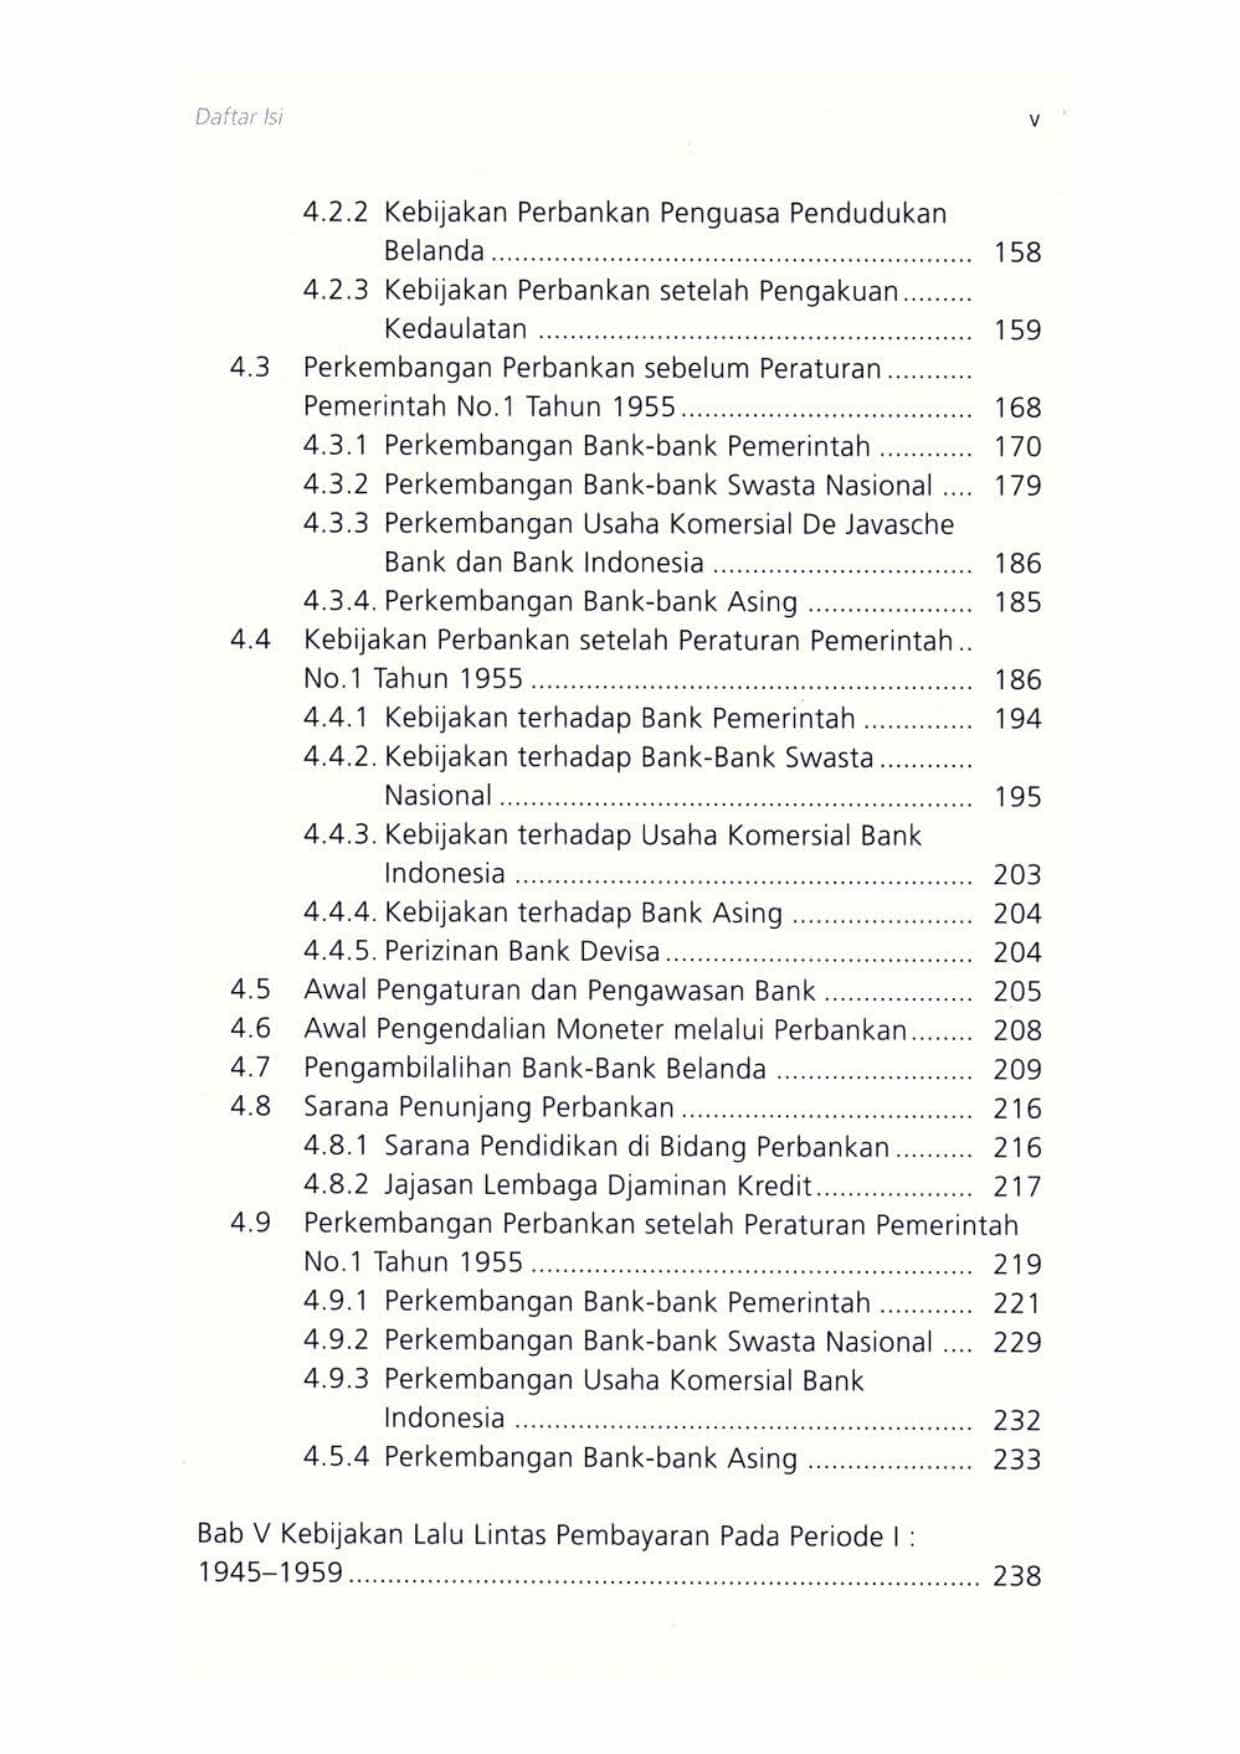 Daftar Isi v
4.2.2 Kebijakan Perbankan Penguasa Pendudukan
Belanda ............................................................. 158
4.2.3 Kebijakan Perbankan setelah Pengakuan.........
Kedaulatan ....................................................... 159
4.3 Perkembangan Perbankan sebelum Peraturan ...........
Pemerintah No.1 Tahun 1955..................................... 168
4.3.1 Perkembangan Bank-bank Pemerintah ............ 170
4.3.2 Perkembangan Bank-bank Swasta Nasional .... 179
4.3.3 Perkembangan Usaha Komersial De Javasche
Bank dan Bank Indonesia ................................. 186
4.3.4. Perkembangan Bank-bank Asing ..................... 185
4.4 Kebijakan Perbankan setelah Peraturan Pemerintah..
No.1 Tahun 1955 ........................................................ 186
4.4.1 Kebijakan terhadap Bank Pemerintah .............. 194
4.4.2. Kebijakan terhadap Bank-Bank Swasta............
Nasional ............................................................ 195
4.4.3. Kebijakan terhadap Usaha Komersial Bank
Indonesia .......................................................... 203
4.4.4. Kebijakan terhadap Bank Asing ....................... 204
4.4.5. Perizinan Bank Devisa....................................... 204
4.5 Awal Pengaturan dan Pengawasan Bank ................... 205
4.6 Awal Pengendalian Moneter melalui Perbankan........ 208
4.7 Pengambilalihan Bank-Bank Belanda ......................... 209
4.8 Sarana Penunjang Perbankan ..................................... 216
4.8.1 Sarana Pendidikan di Bidang Perbankan .......... 216
4.8.2 Jajasan Lembaga Djaminan Kredit.................... 217
4.9 Perkembangan Perbankan setelah Peraturan Pemerintah
No.1 Tahun 1955 ........................................................ 219
4.9.1 Perkembangan Bank-bank Pemerintah ............ 221
4.9.2 Perkembangan Bank-bank Swasta Nasional .... 229
4.9.3 Perkembangan Usaha Komersial Bank
Indonesia .......................................................... 232
4.5.4 Perkembangan Bank-bank Asing ..................... 233
Bab V Kebijakan Lalu Lintas Pembayaran Pada Periode I :
1945–1959................................................................................ 238